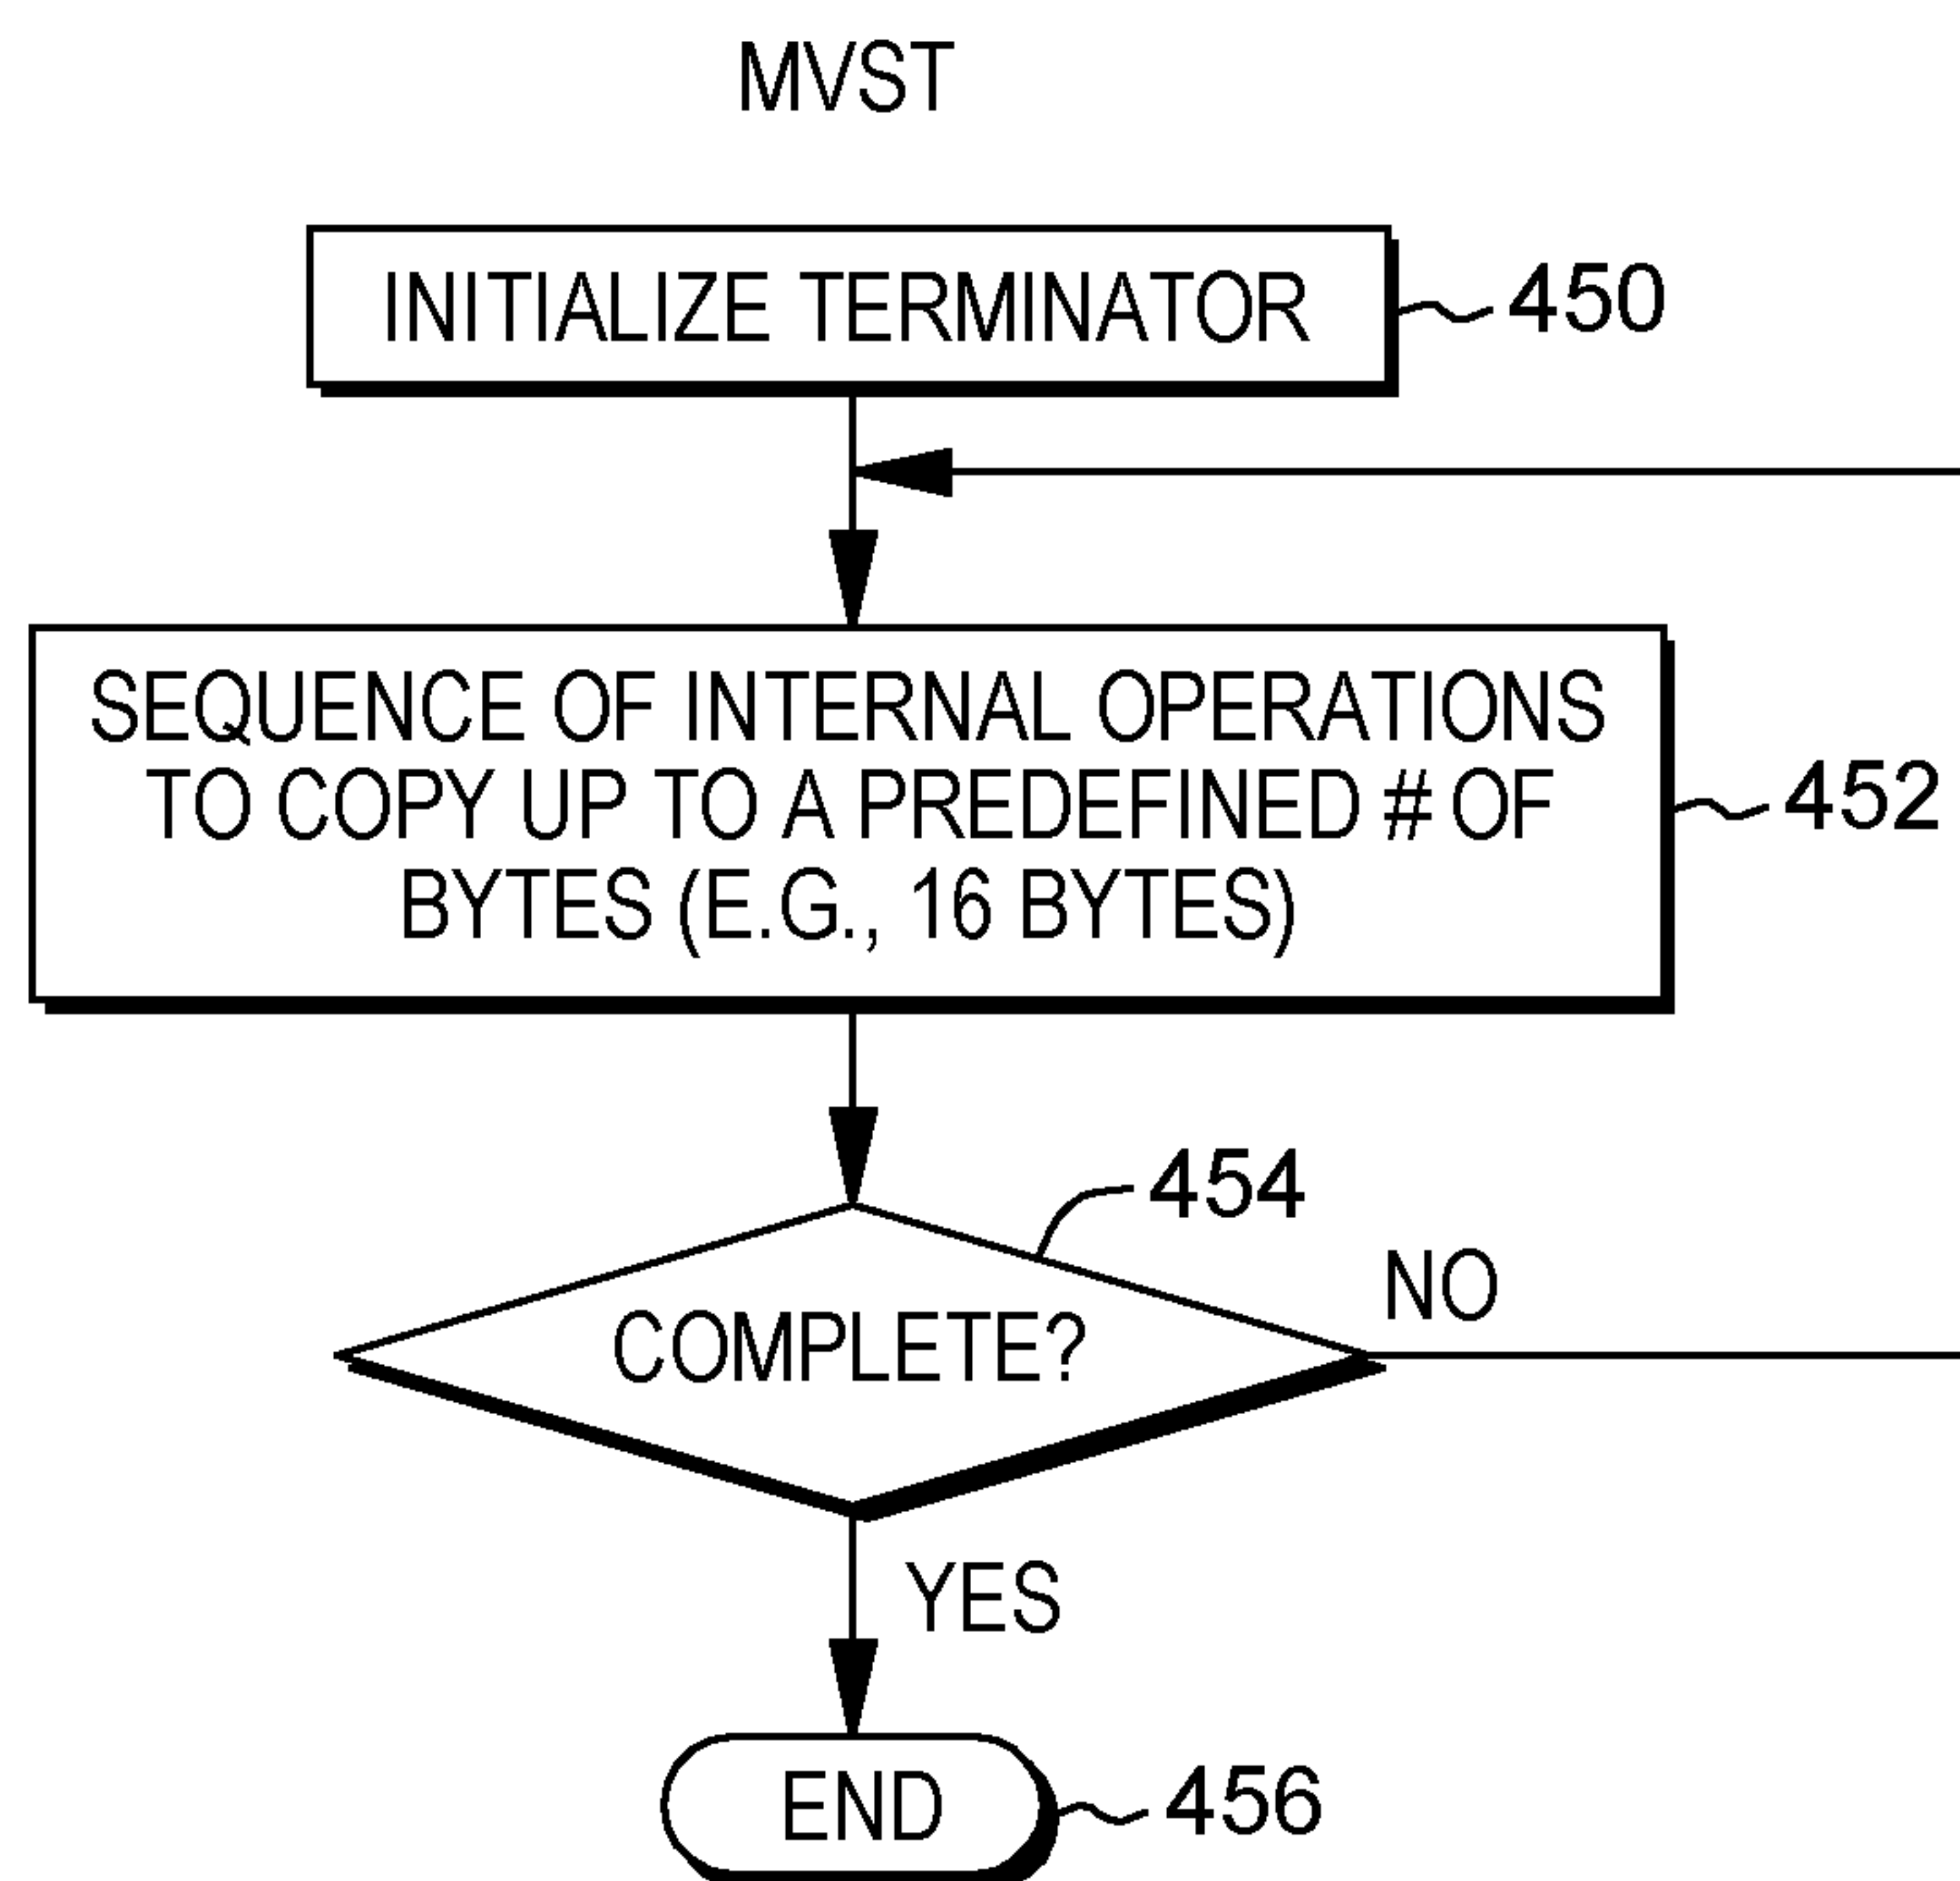 MVST
INITIALIZE TERMINATOR
450
SEQUENCE OF INTERNAL OPERATIONS
TO COPY UP TO A PREDEFINED # OF
BYTES (E.G., 16 BYTES)
452
454
COMPLETE?
NO
YES
END
456